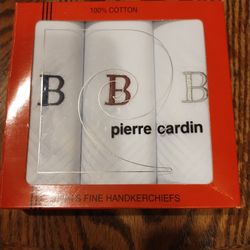 100% COTTON
B B B
pierre cardin
FINE HANDKERCHIEFS